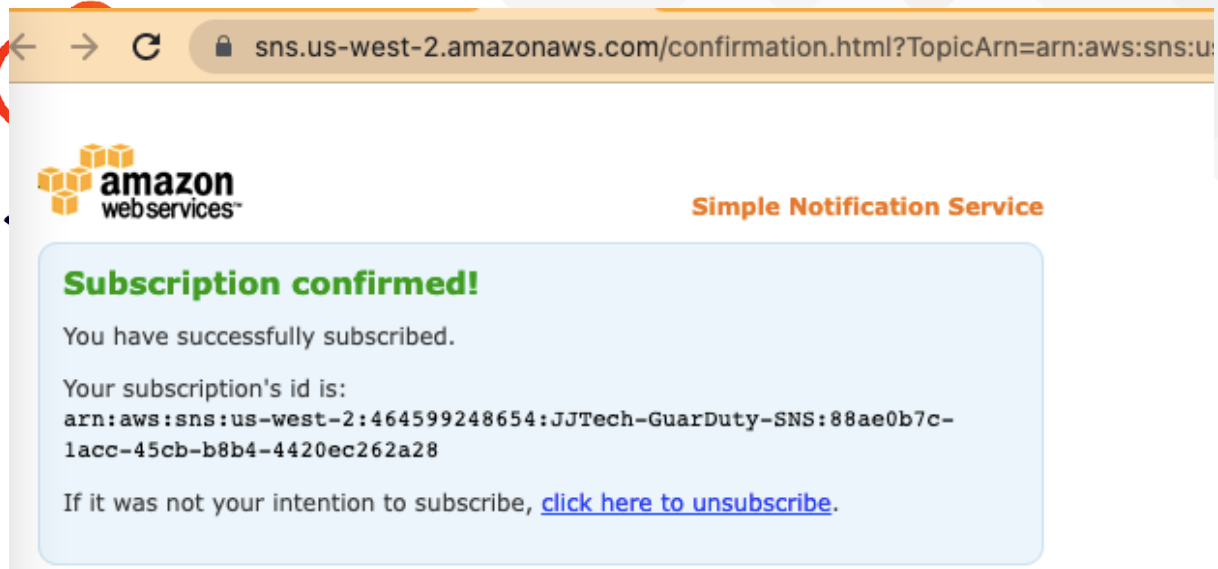 sns.us-west-2.amazonaws.com/confirmation.html?TopicArn=arn:aws:sns:u
amazon
webservices™
Simple Notification Service
Subscription confirmed!
You have successfully subscribed.
Your subscription's id is:
arn:aws:sns:us-west-2:464599248654:JJTech-GuarDuty-SNS:88ae0b7c-
1acc-45cb-b8b4-4420ec262a28
If it was not your intention to subscribe, click here to unsubscribe.